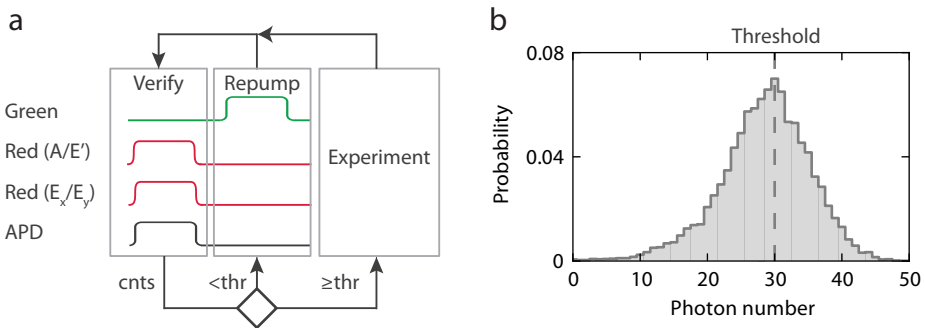 a
Verify
Repump
Experiment
Green
Red (A/E')
Red (Eₓ/Eᵧ)
APD
cnts
<thr
≥thr
b
Threshold
0.08
0.04
0
Probability
0
10
20
30
40
50
Photon number